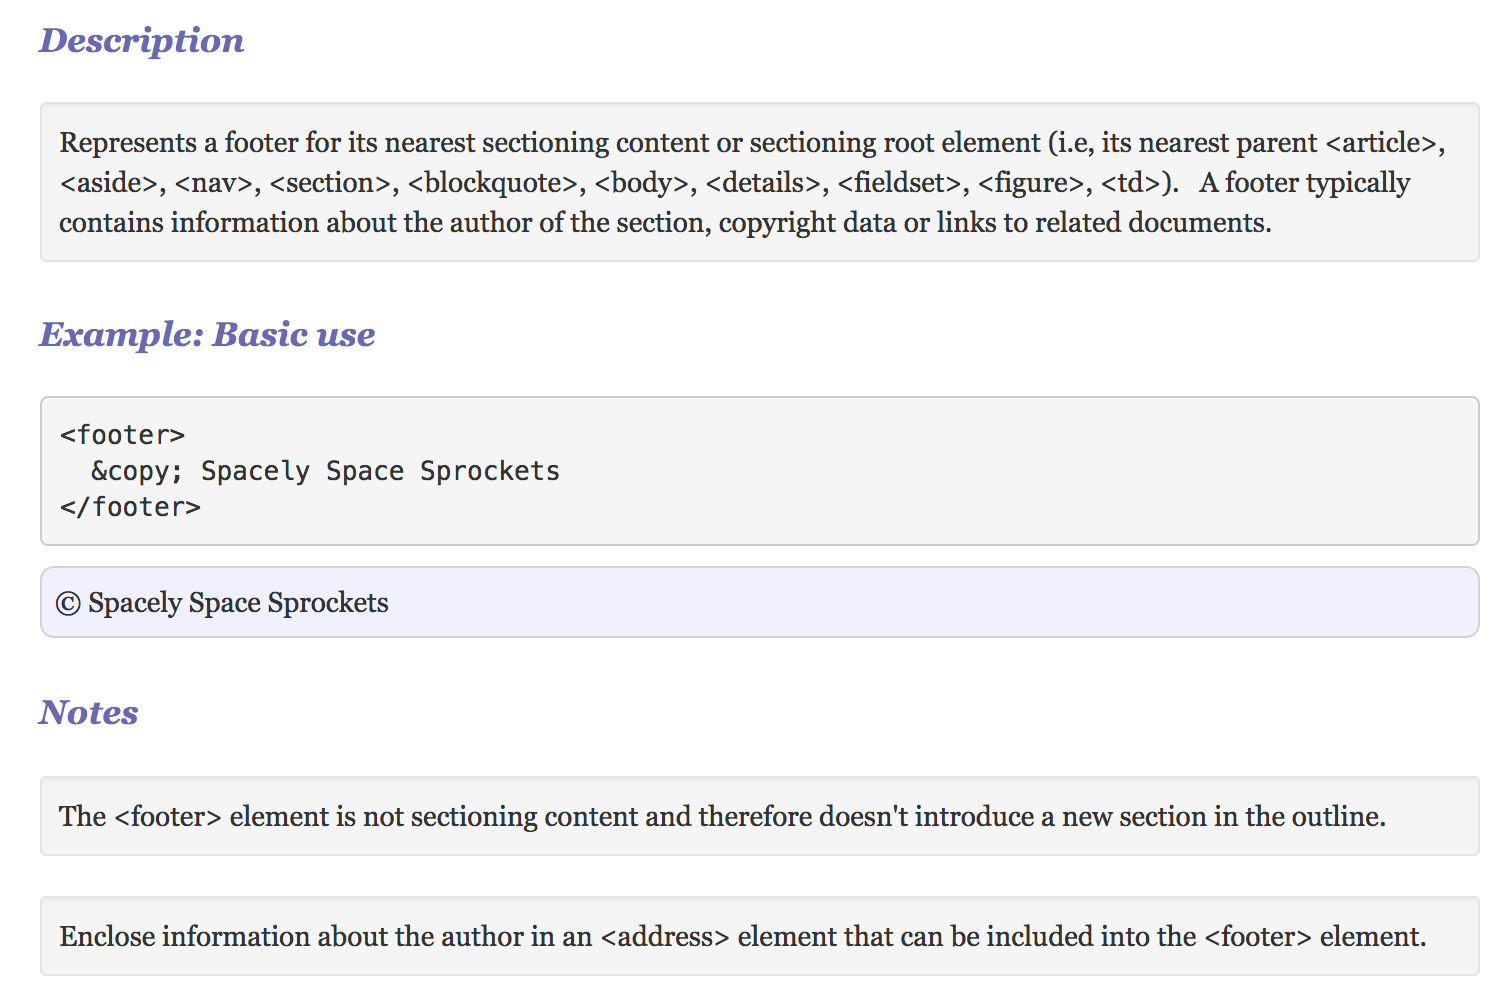 Description
Represents a footer for its nearest sectioning content or sectioning root element (i.e, its nearest parent <article>,
<aside>, <nav>, <section>, <blockquote>, <body>, <details>, <fieldset>, <figure>, <td>).   A footer typically
contains information about the author of the section, copyright data or links to related documents.
Example: Basic use
<footer>
  &copy; Spacely Space Sprockets
</footer>
© Spacely Space Sprockets
Notes
The <footer> element is not sectioning content and therefore doesn't introduce a new section in the outline.
Enclose information about the author in an <address> element that can be included into the <footer> element.